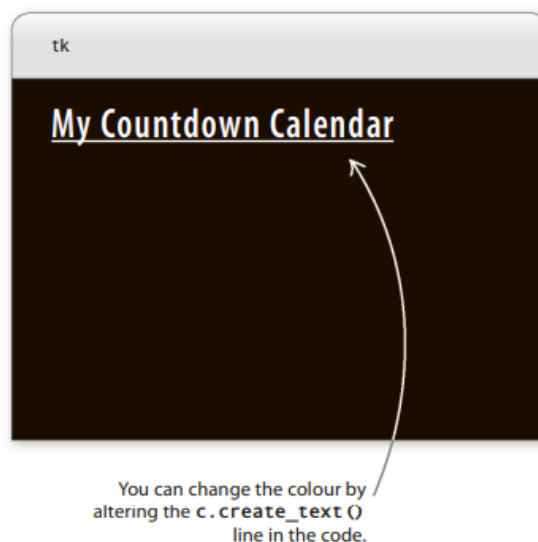 tk
My Countdown Calendar
You can change the colour by
altering the c.create_text()
line in the code.